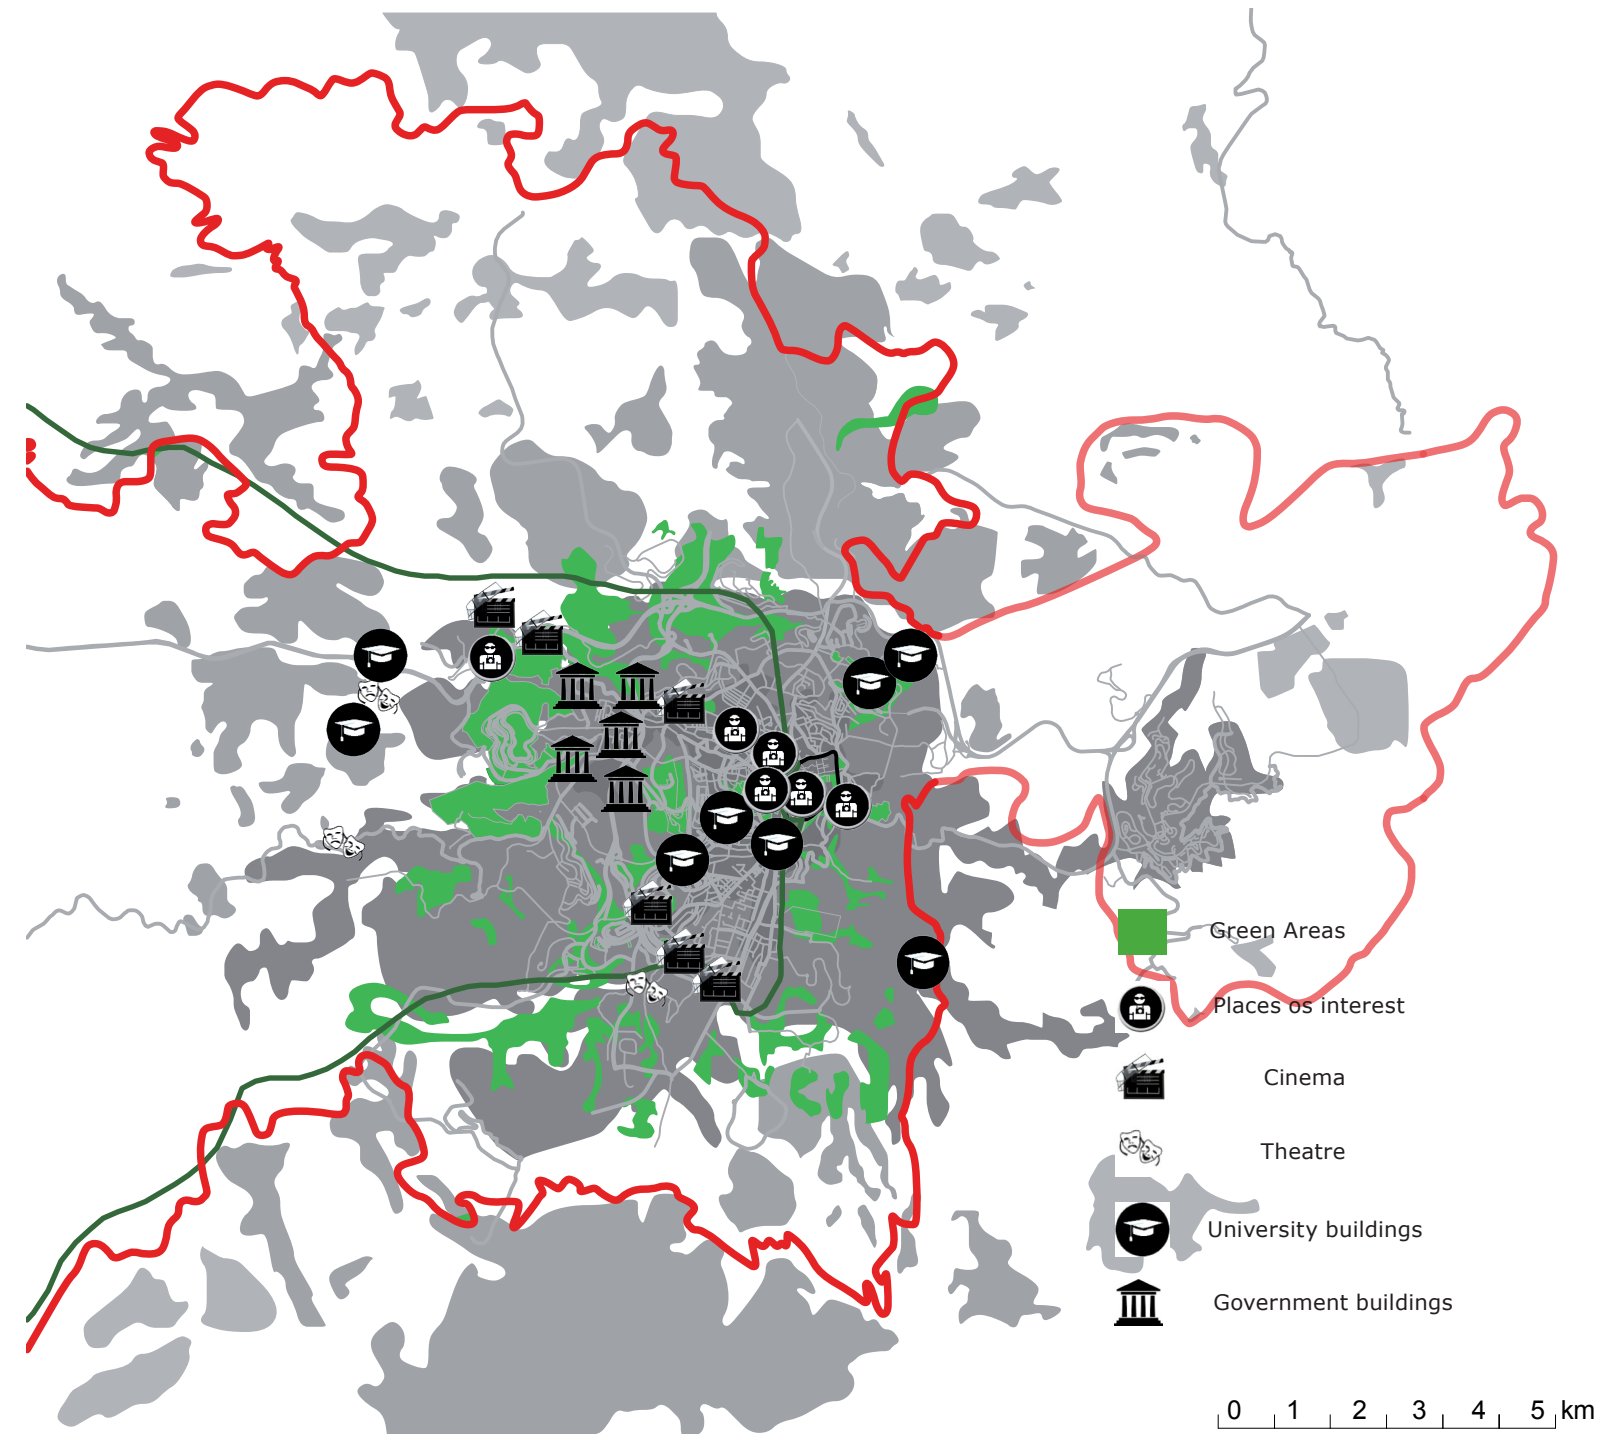 Green Areas
Places os interest
Cinema
Theatre
University buildings
Government buildings
0 1 2 3 4 5 km